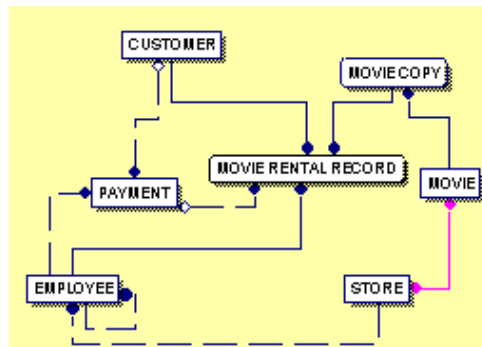 CUSTOMER
MOVIE COPY
MOVIE RENTAL RECORD
PAYMENT
MOVIE
EMPLOYEE
STORE